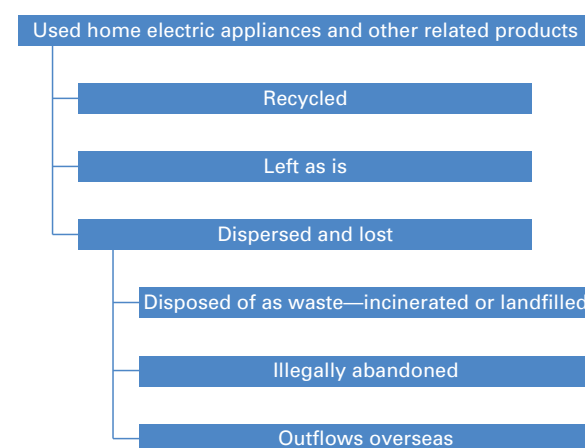 Used home electric appliances and other related products
Recycled
Left as is
Dispersed and lost
Disposed of as waste—incinerated or landfilled
Illegally abandoned
Outflows overseas